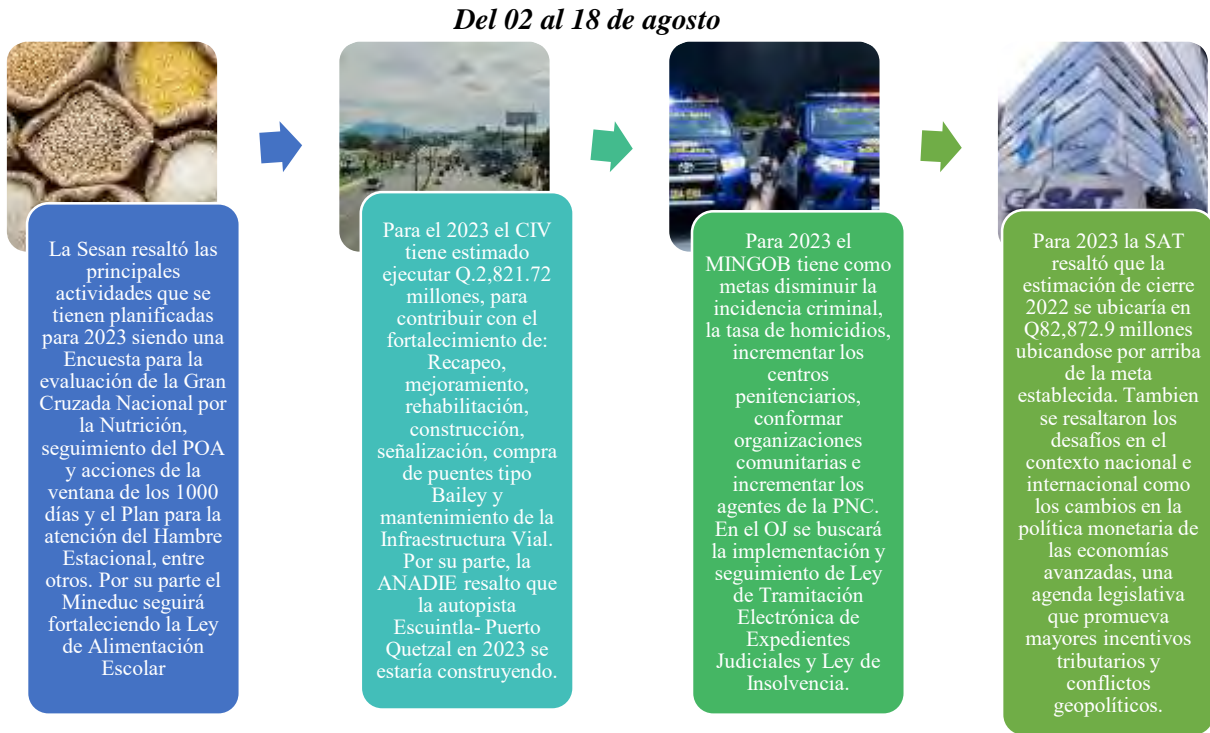 Del 02 al 18 de agosto
SAT
La Sesan resaltó las
principales
actividades que se
tienen planificadas
para 2023 siendo una
Encuesta para la
evaluación de la Gran
Cruzada Nacional por
la Nutrición,
seguimiento del POA
y acciones de la
ventana de los 1000
días y el Plan para la
atención del Hambre
Estacional, entre
otros. Por su parte el
Mineduc seguirá
fortaleciendo la Ley
de Alimentación
Escolar
Para el 2023 el CIV
tiene estimado
ejecutar Q.2,821.72
millones, para
contribuir con el
fortalecimiento de:
Recapeo,
mejoramiento,
rehabilitación,
construcción,
señalización, compra
de puentes tipo
Bailey y
mantenimiento de la
Infraestructura Vial.
Por su parte, la
ANADIE resalto que
la autopista
Escuintla- Puerto
Quetzal en 2023 se
estaría construyendo.
Para 2023 el
MINGOB tiene como
metas disminuir la
incidencia criminal,
la tasa de homicidios,
incrementar los
centros
penitenciarios,
conformar
organizaciones
comunitarias e
incrementar los
agentes de la PNC.
En el OJ se buscará
la implementación y
seguimiento de Ley
de Tramitación
Electrónica de
Expedientes
Judiciales y Ley de
Insolvencia.
Para 2023 la SAT
resaltó que la
estimación de cierre
2022 se ubicaría en
Q82,872.9 millones
ubicandose por arriba
de la meta
establecida. Tambien
se resaltaron los
desafíos en el
contexto nacional e
internacional como
los cambios en la
política monetaria de
las economías
avanzadas, una
agenda legislativa
que promueva
mayores incentivos
tributarios y
conflictos
geopolíticos.